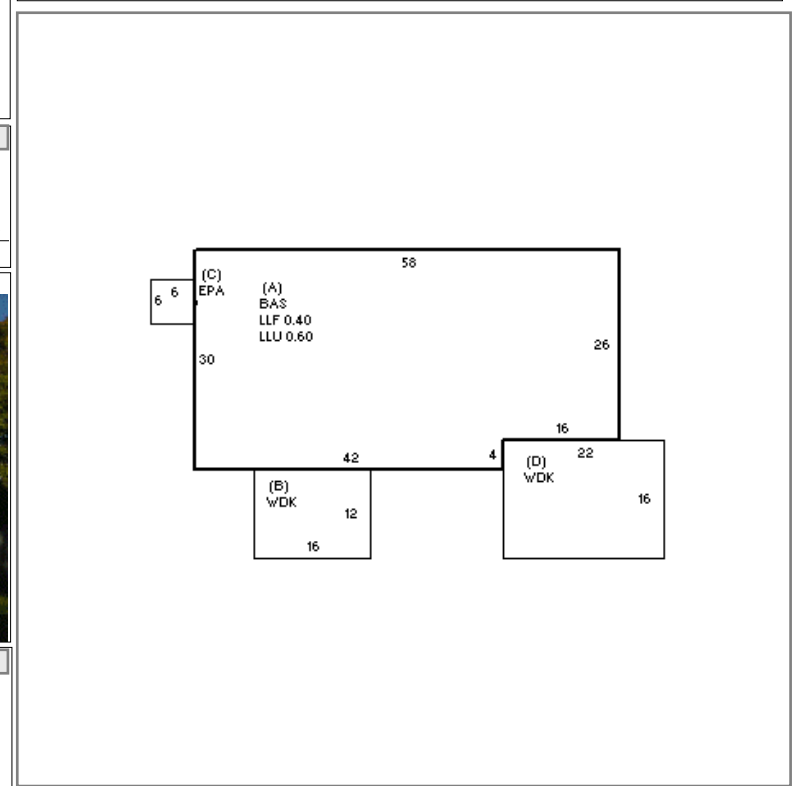 58
(C)
EPA
6
6
(A)
BAS
LLF 0.40
LLU 0.60
26
30
16
42
4
22
(D)
WDK
(B)
WDK
16
12
16